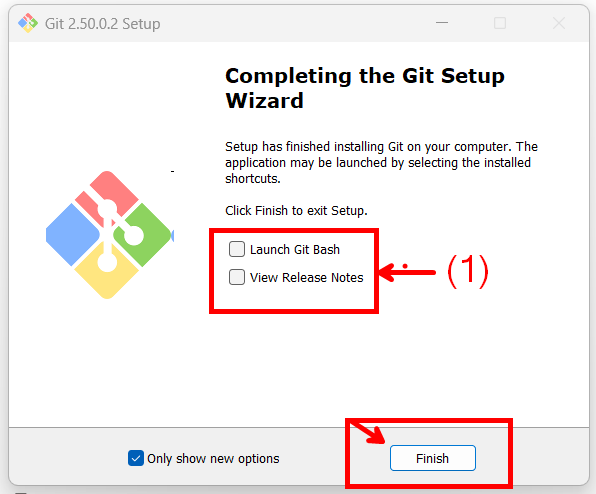 Git 2.50.0.2 Setup
Completing the Git Setup
Wizard
Setup has finished installing Git on your computer. The
application may be launched by selecting the installed
shortcuts.
Click Finish to exit Setup.
Launch Git Bash
View Release Notes
(1)
Only show new options
Finish